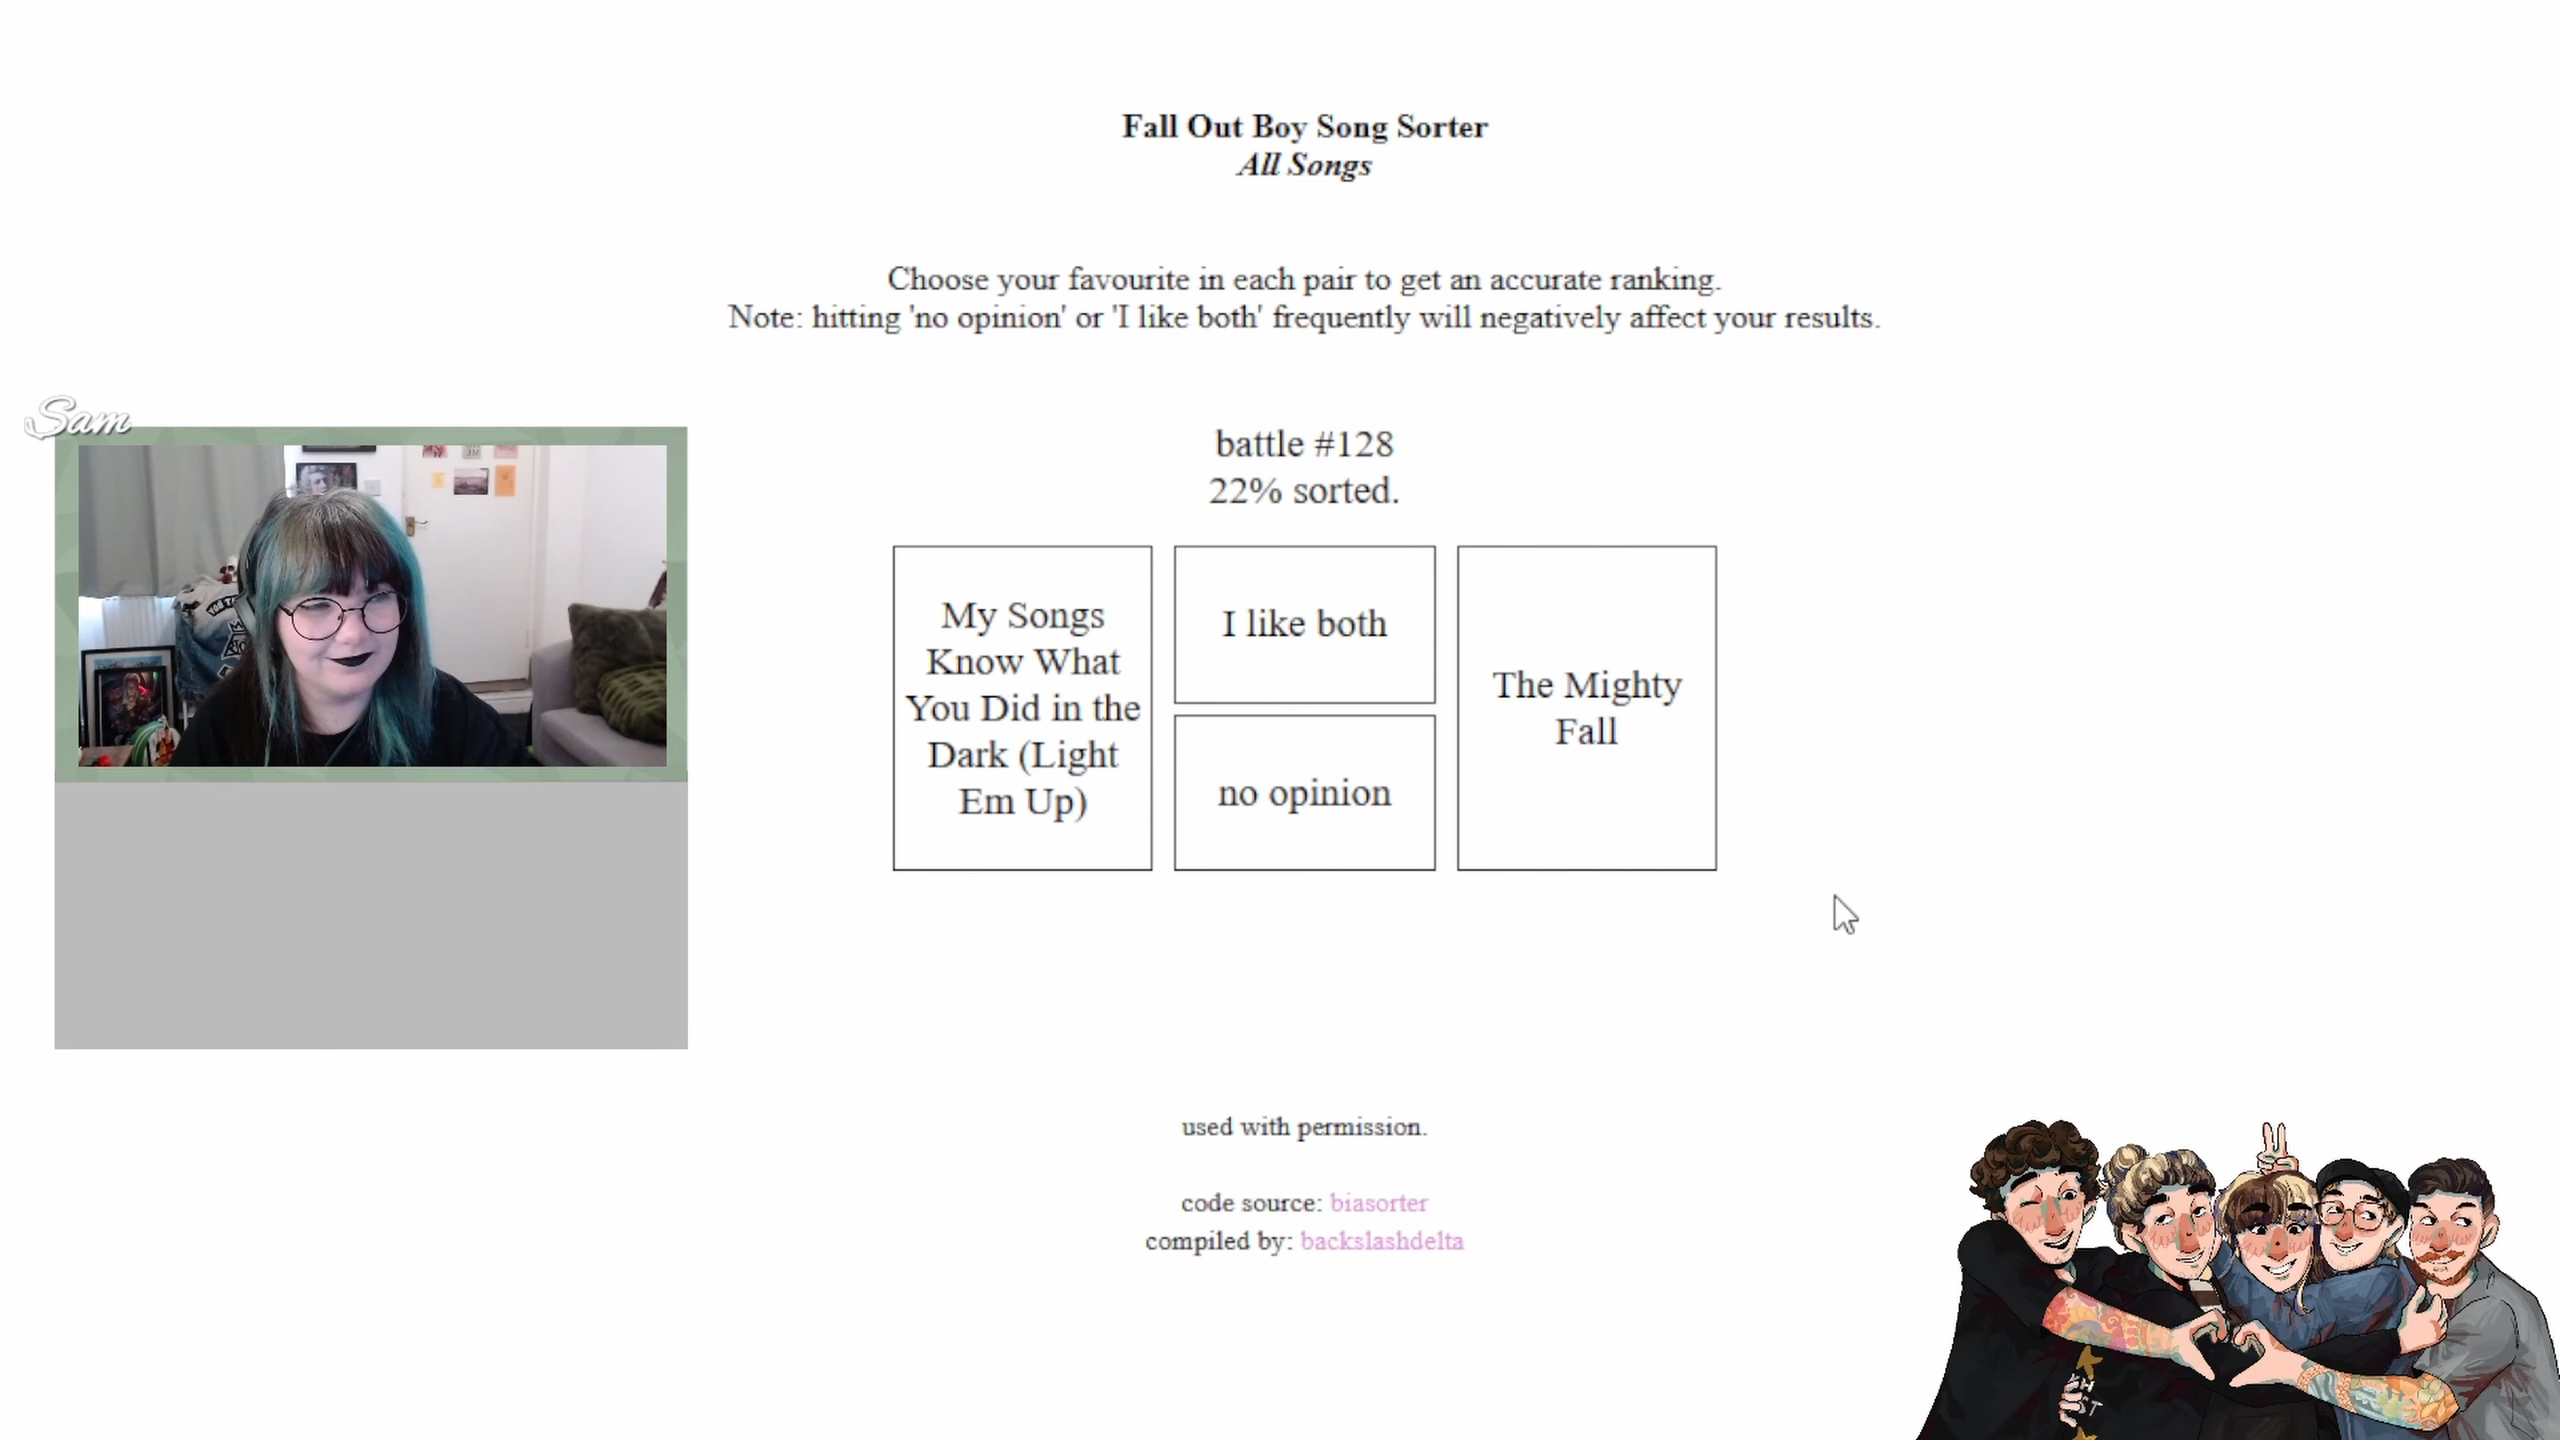 Fall Out Boy Song Sorter
All Songs
Choose your favourite in each pair to get an accurate ranking.
Note: hitting 'no opinion' or 'I like both' frequently will negatively affect your results.
Sam
battle #128
22% sorted.
My Songs
Know What
You Did in the
Dark (Light
Em Up)
I like both
no opinion
The Mighty
Fall
used with permission.
code source: biasorter
compiled by: backslashdelta